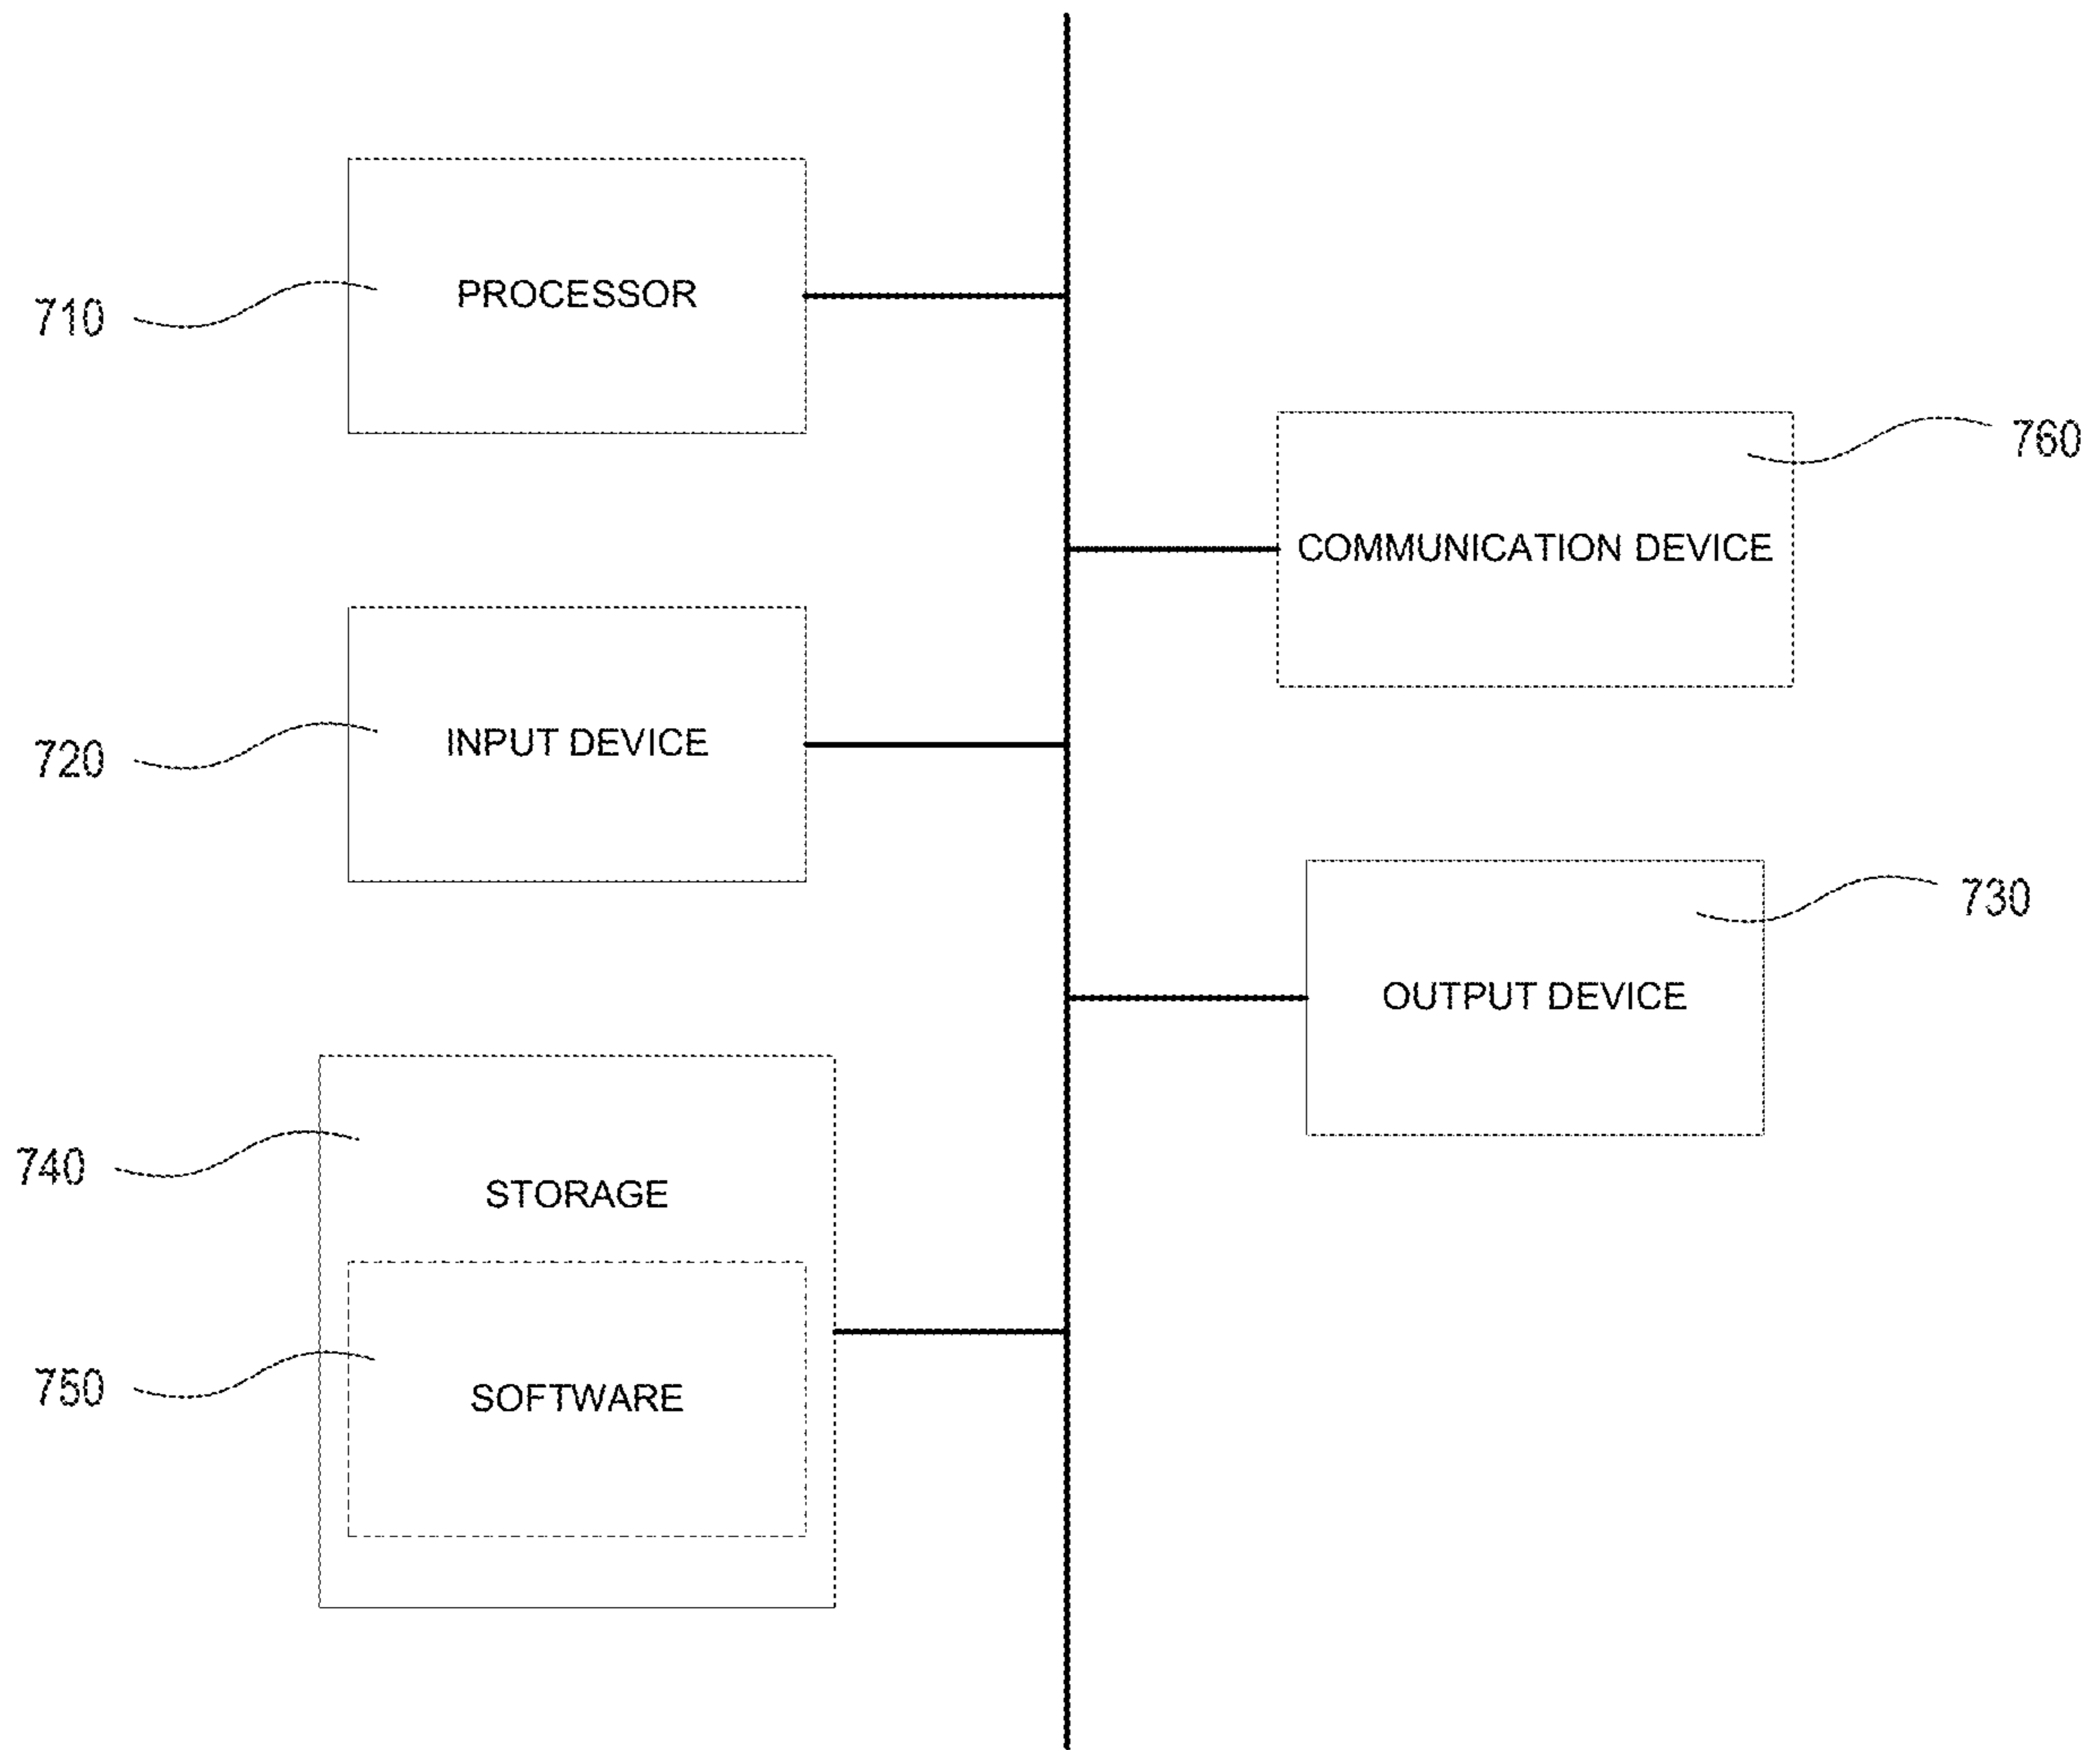 710
PROCESSOR
760
COMMUNICATION DEVICE
720
INPUT DEVICE
730
OUTPUT DEVICE
740
STORAGE
750
SOFTWARE